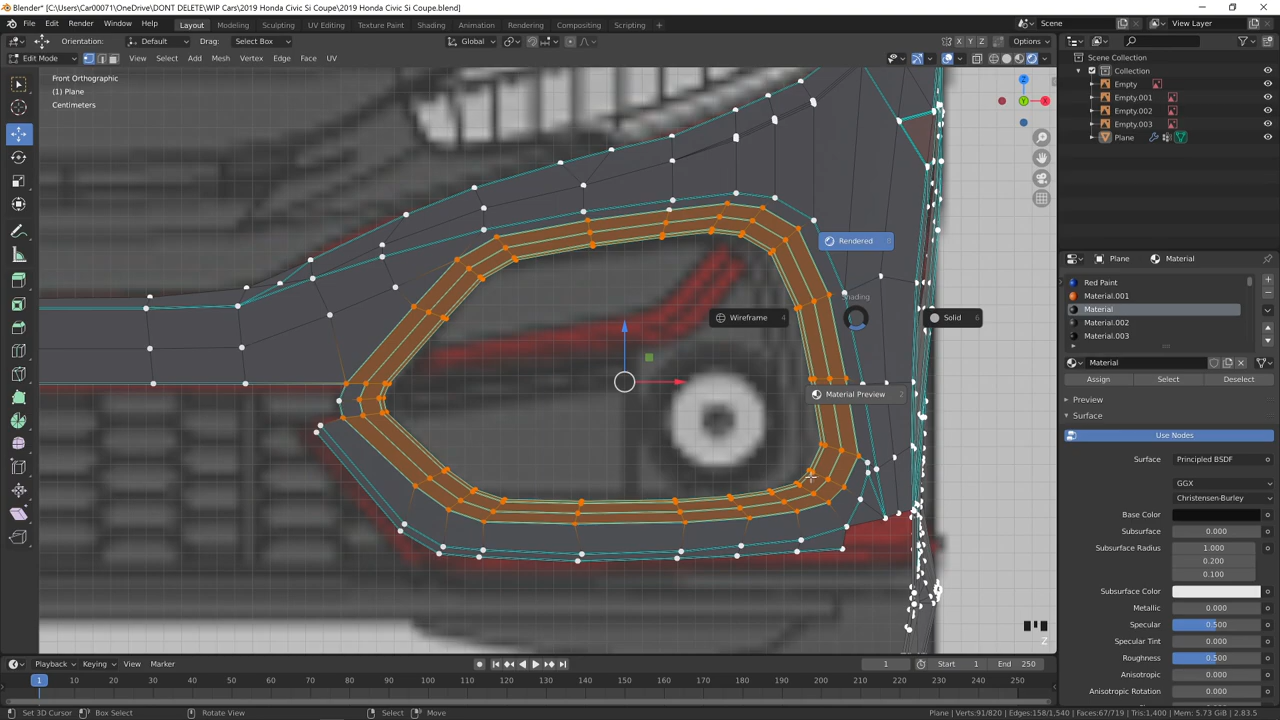 Blender* [C:\Users\Car00071\OneDrive\DONT DELETE\WIP Cars\2019 Honda Civic Si Coupe\2019 Honda Civic Si Coupe.blend]
File Edit Render Window Help Layout Modeling Sculpting UV Editing Texture Paint Shading Animation Rendering Compositing Scripting Scene View Layer
Orientation: Default Drag: Select Box Global X Y Z Options
Edit Mode View Select Add Mesh Vertex Edge Face UV
Front Orthographic
(1) Plane
Centimeters
Z
X
Y
Rendered 8
Shading
Wireframe 4
Solid 6
Material Preview 2
Z
Scene Collection
Collection
Empty
Empty.001
Empty.002
Empty.003
Plane
Plane Material
Red Paint
Material.001
Material
Material.002
Material.003
Material
Assign Select Deselect
Preview
Surface
Use Nodes
Surface Principled BSDF
GGX
Christensen-Burley
Base Color
Subsurface 0.000
Subsurface Radius 1.000
0.200
0.100
Subsurface Color
Metallic 0.000
Specular 0.500
Specular Tint 0.000
Roughness 0.500
Anisotropic 0.000
Anisotropic Rotation 0.000
Playback Keying View Marker 1 Start 1 End 250
1 10 20 30 40 50 60 70 80 90 100 110 120 130 140 150 160 170 180 190 200 210 220 230 240 250
Set 3D Cursor Box Select Rotate View Select Move Plane | Verts:91/820 | Edges:158/1,540 | Faces:67/719 | Tris:1,400 | Mem: 5.73 GiB | 2.83.5